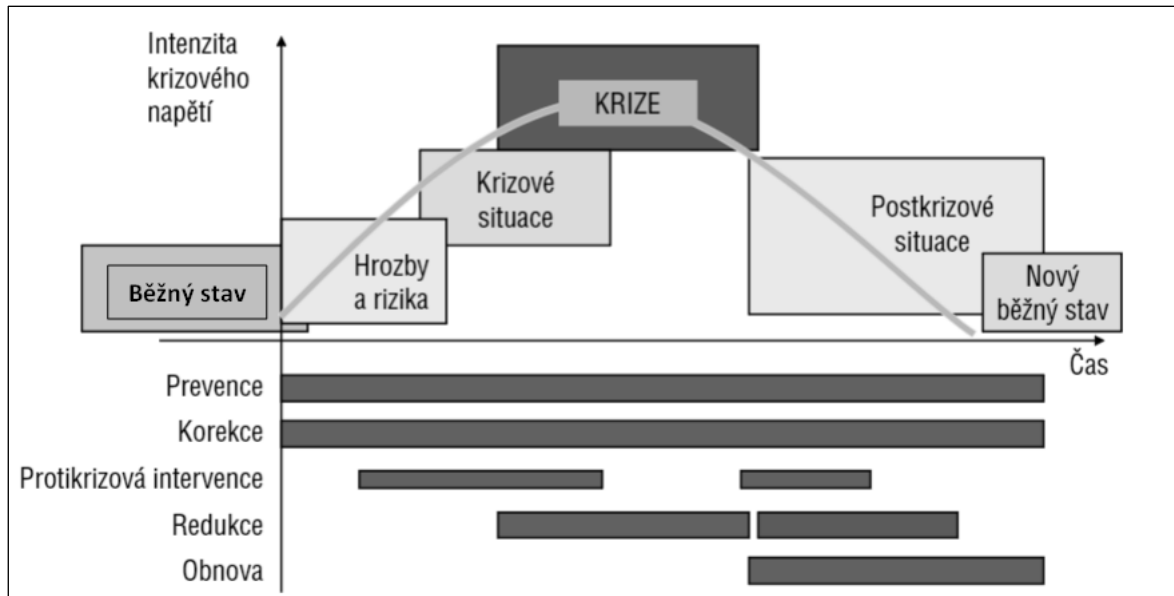 Intenzita
krizového
napětí
KRIZE
Krizové
situace
Postkrizové
situace
Hrozby
a rizika
Běžný stav
Nový
běžný stav
Čas
Prevence
Korekce
Protikrizová intervence
Redukce
Obnova